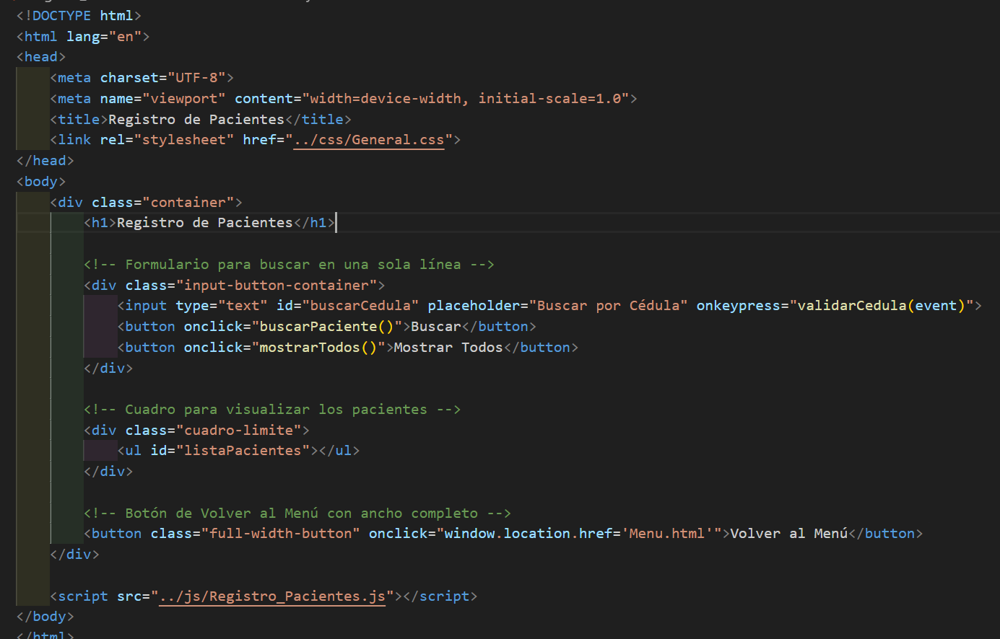 <!DOCTYPE html>
<html lang="en">
<head>
    <meta charset="UTF-8">
    <meta name="viewport" content="width=device-width, initial-scale=1.0">
    <title>Registro de Pacientes</title>
    <link rel="stylesheet" href="../css/General.css">
</head>
<body>
    <div class="container">
        <h1>Registro de Pacientes</h1>

        <!-- Formulario para buscar en una sola línea -->
        <div class="input-button-container">
            <input type="text" id="buscarCedula" placeholder="Buscar por Cédula" onkeypress="validarCedula(event)">
            <button onclick="buscarPaciente()">Buscar</button>
            <button onclick="mostrarTodos()">Mostrar Todos</button>
        </div>

        <!-- Cuadro para visualizar los pacientes -->
        <div class="cuadro-limite">
            <ul id="listaPacientes"></ul>
        </div>

        <!-- Botón de Volver al Menú con ancho completo -->
        <button class="full-width-button" onclick="window.location.href='Menu.html'">Volver al Menú</button>
    </div>

    <script src="../js/Registro_Pacientes.js"></script>
</body>
</html>